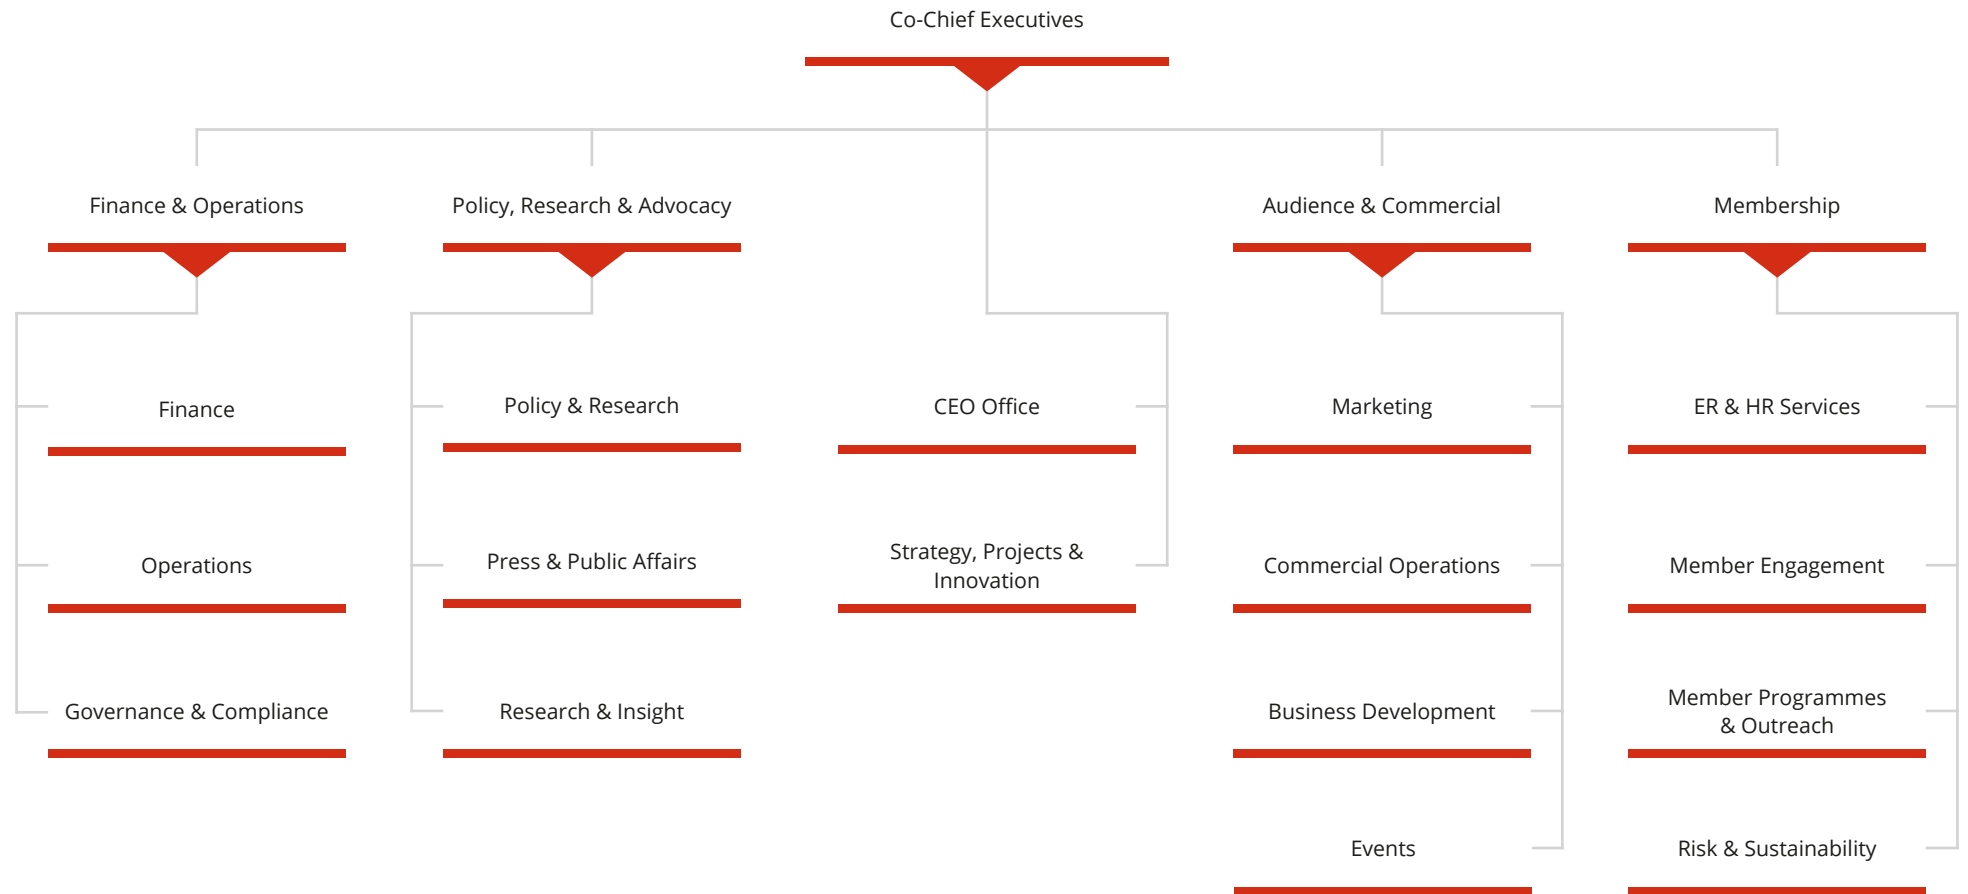 Co-Chief Executives
Finance & Operations
Policy, Research & Advocacy
Audience & Commercial
Membership
Finance
Policy & Research
CEO Office
Marketing
ER & HR Services
Operations
Press & Public Affairs
Strategy, Projects &
Innovation
Commercial Operations
Member Engagement
Governance & Compliance
Research & Insight
Business Development
Member Programmes
& Outreach
Events
Risk & Sustainability